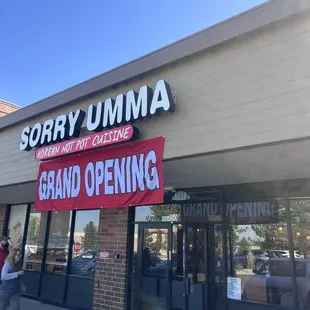 SORRY UMMA
KOREAN HOT POT CUISINE
GRAND OPENING
GRAND OPENING